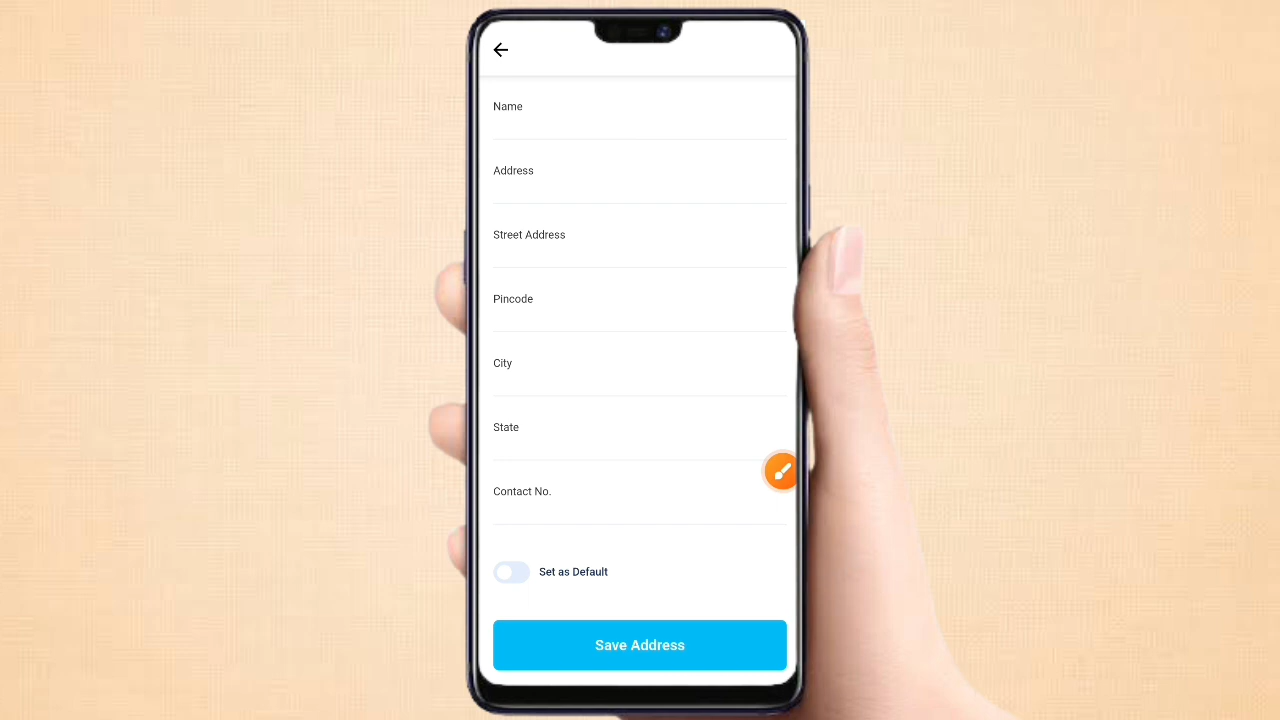 Name
Address
Street Address
Pincode
City
State
Contact No.
Set as Default
Save Address